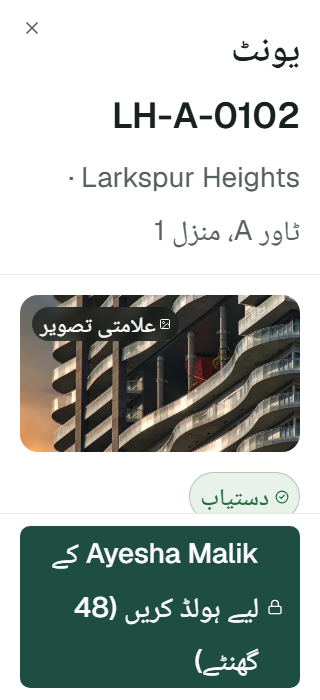 یونٹ
LH-A-0102
Larkspur Heights ·
ٹاور A، منزل 1
علامتی تصویر
دستیاب
Ayesha Malik کے
لیے ہولڈ کریں (48
گھنٹے)